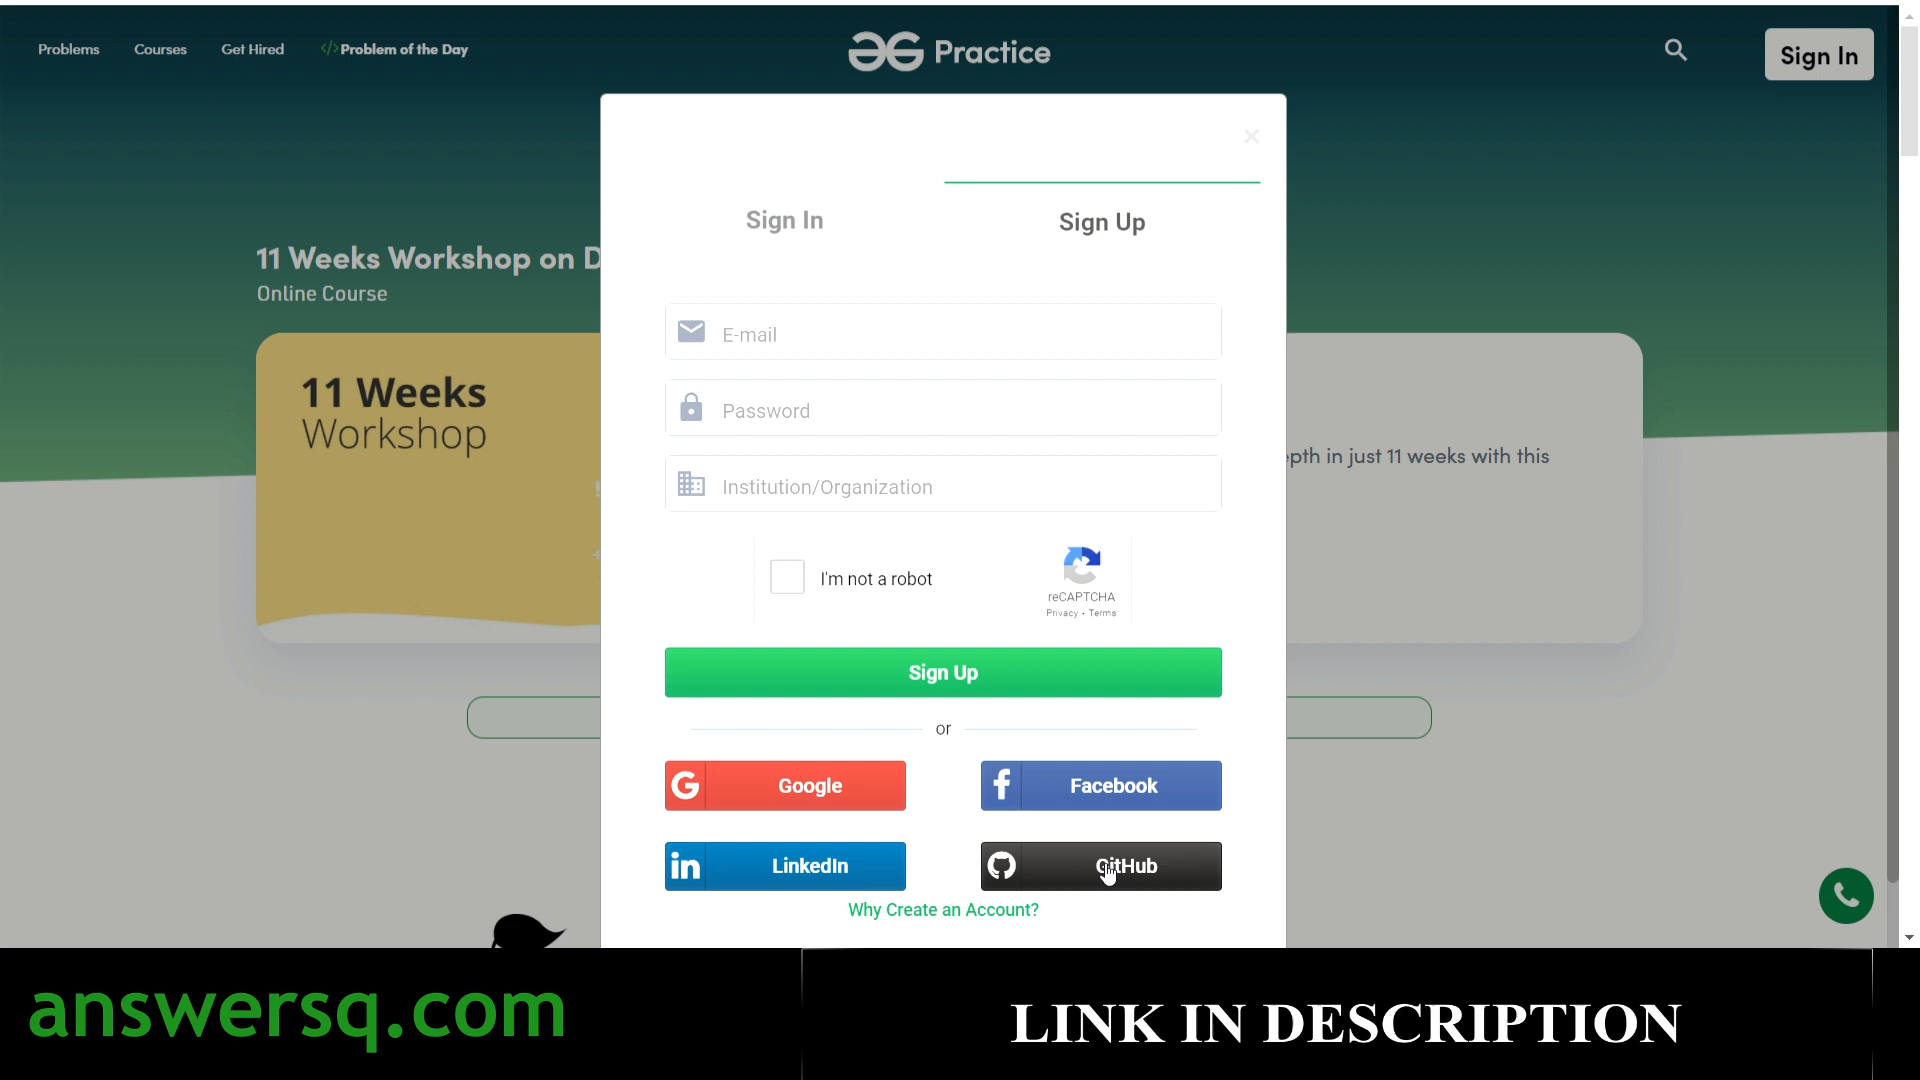 Problems Courses Get Hired </>Problem of the Day Practice Sign In
Sign In Sign Up
11 Weeks Workshop on D
Online Course
11 Weeks
Workshop
E-mail
Password
Institution/Organization
epth in just 11 weeks with this
I'm not a robot
reCAPTCHA
Privacy • Terms
Sign Up
or
Google Facebook
LinkedIn GitHub
Why Create an Account?
answersq.com LINK IN DESCRIPTION